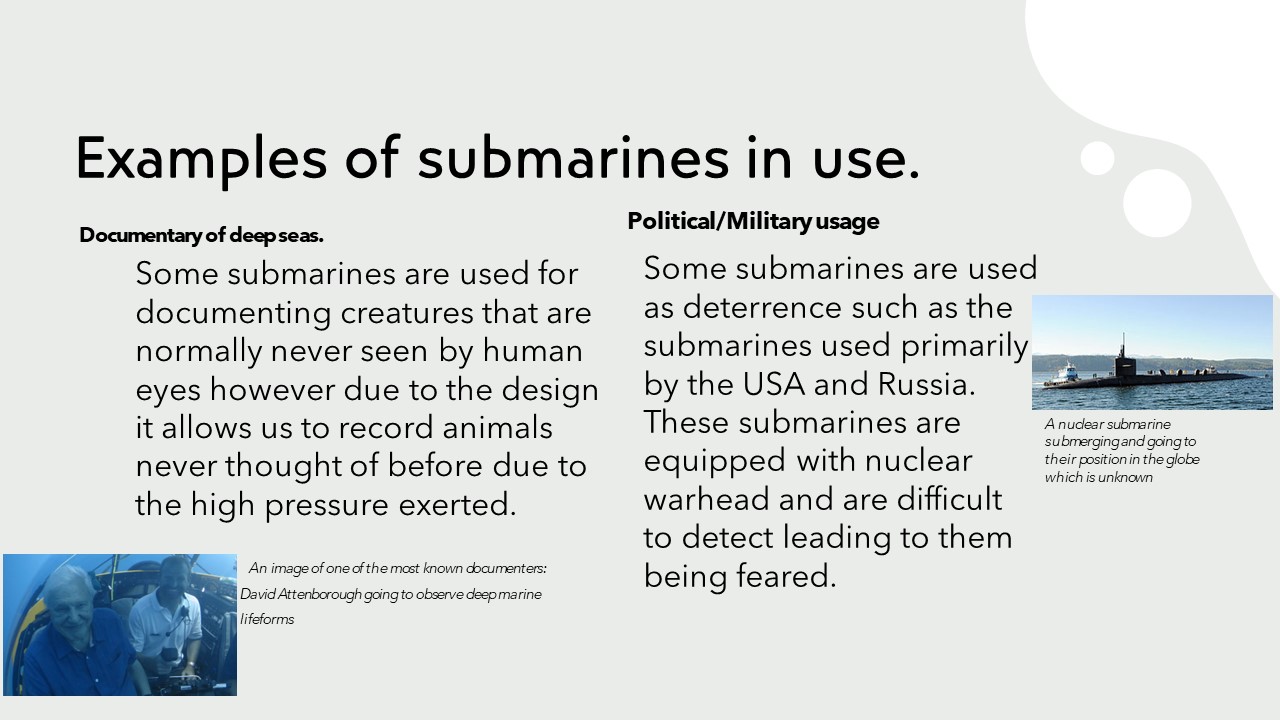 Examples of submarines in use.
Documentary of deep seas.
Some submarines are used for
documenting creatures that are
normally never seen by human
eyes however due to the design
it allows us to record animals
never thought of before due to
the high pressure exerted.
An image of one of the most known documenters:
David Attenborough going to observe deep marine
lifeforms
Political/Military usage
Some submarines are used
as deterrence such as the
submarines used primarily
by the USA and Russia.
These submarines are
equipped with nuclear
warhead and are difficult
to detect leading to them
being feared.
A nuclear submarine
submerging and going to
their position in the globe
which is unknown